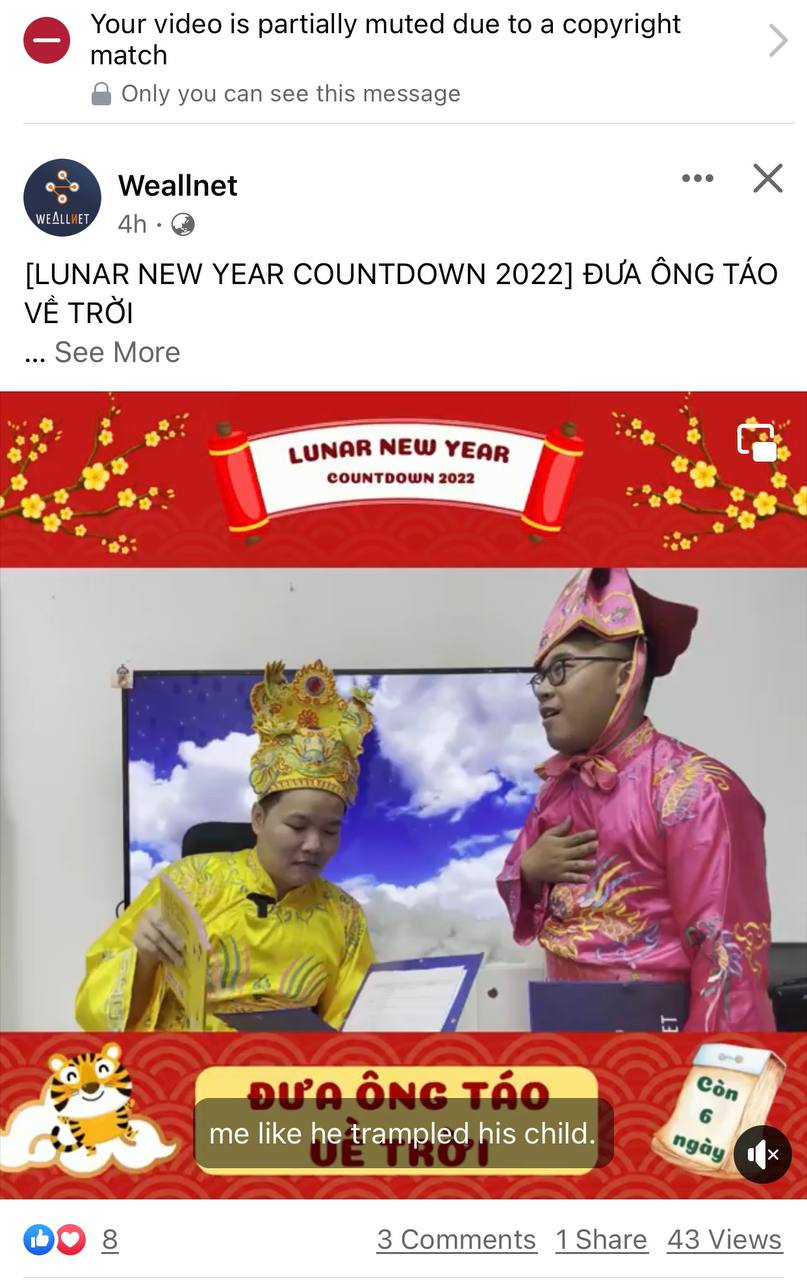 Your video is partially muted due to a copyright
match
Only you can see this message
WEALLNET
Weallnet
4h ·
[LUNAR NEW YEAR COUNTDOWN 2022] ĐƯA ÔNG TÁO
VỀ TRỜI
... See More
LUNAR NEW YEAR
COUNTDOWN 2022
ET
ĐƯA ÔNG TÁO
VỀ TRỜI
me like he trampled his child.
Còn
6
ngày
8
3 Comments 1 Share 43 Views